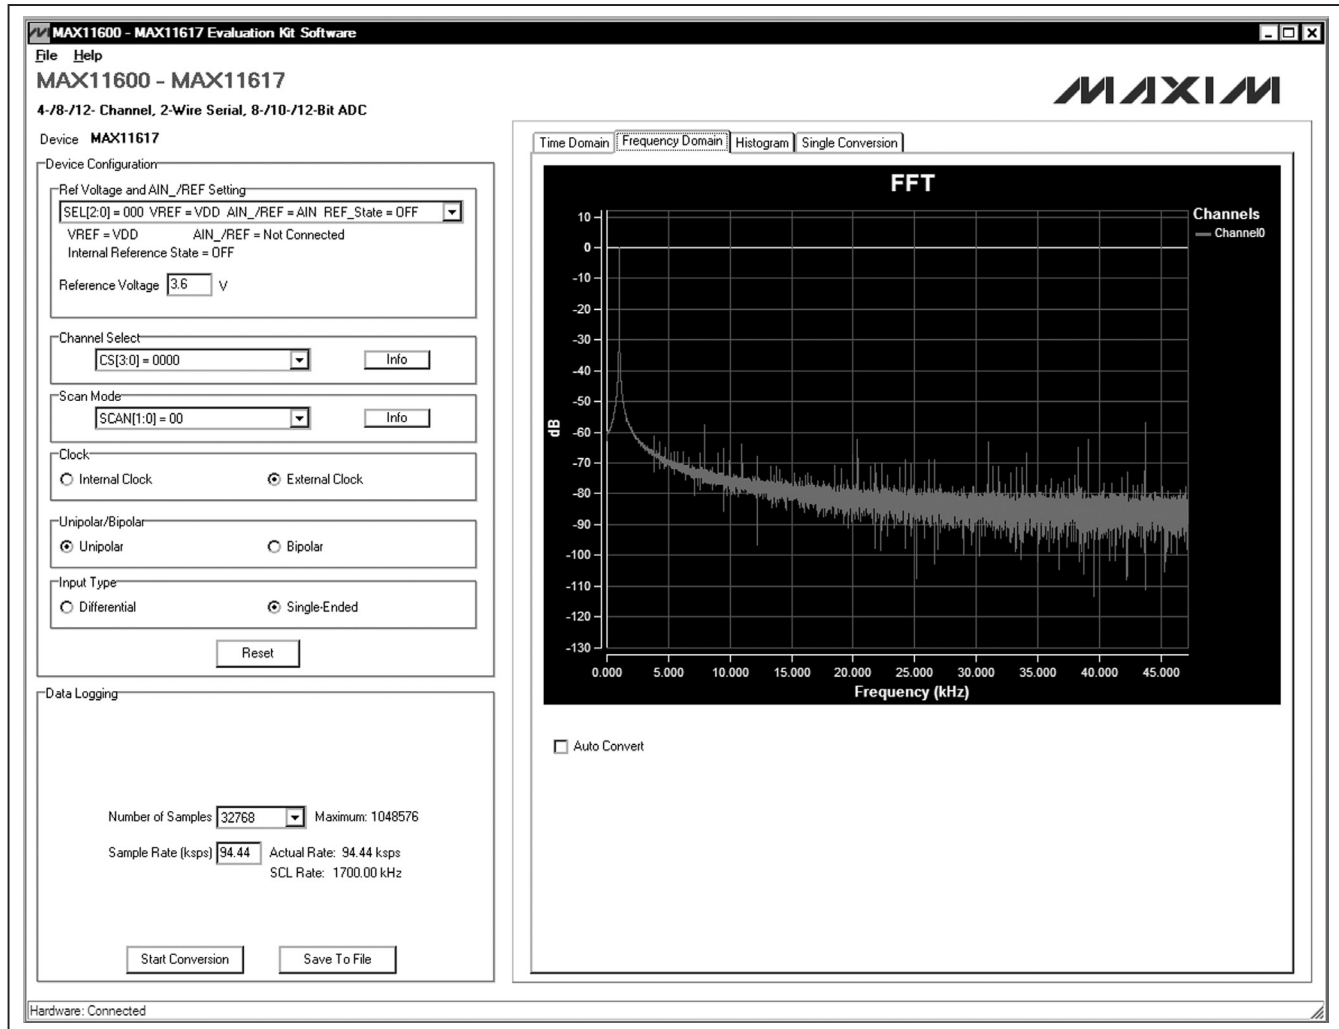 MAX11600 - MAX11617 Evaluation Kit Software
File Help
MAX11600 - MAX11617
MAXIM
4-/8-/12- Channel, 2-Wire Serial, 8-/10-/12-Bit ADC
Device MAX11617
Device Configuration
Ref Voltage and AIN_/REF Setting
SEL[2:0] = 000 VREF = VDD AIN_/REF = AIN REF_State = OFF
VREF = VDD AIN_/REF = Not Connected
Internal Reference State = OFF
Reference Voltage 3.6 V
Channel Select
CS[3:0] = 0000 Info
Scan Mode
SCAN[1:0] = 00 Info
Clock
Internal Clock External Clock
Unipolar/Bipolar
Unipolar Bipolar
Input Type
Differential Single-Ended
Reset
Data Logging
Number of Samples 32768 Maximum: 1048576
Sample Rate (ksps) 94.44 Actual Rate: 94.44 ksps
SCL Rate: 1700.00 kHz
Start Conversion Save To File
Time Domain Frequency Domain Histogram Single Conversion
FFT
Channels
Channel0
10
0
-10
-20
-30
-40
-50
-60
-70
-80
-90
-100
-110
-120
-130
dB
0.000 5.000 10.000 15.000 20.000 25.000 30.000 35.000 40.000 45.000
Frequency (kHz)
Auto Convert
Hardware: Connected